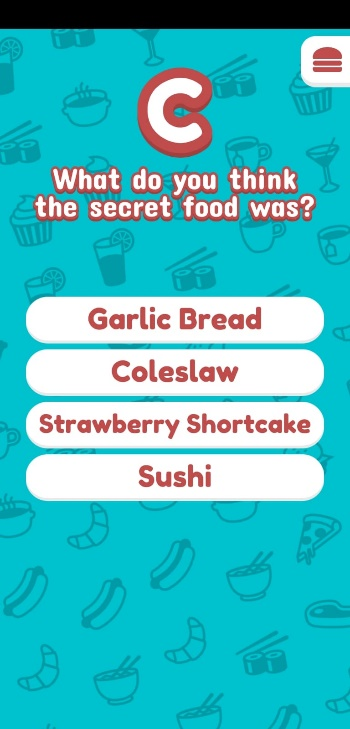 C
What do you think
the secret food was?
Garlic Bread
Coleslaw
Strawberry Shortcake
Sushi